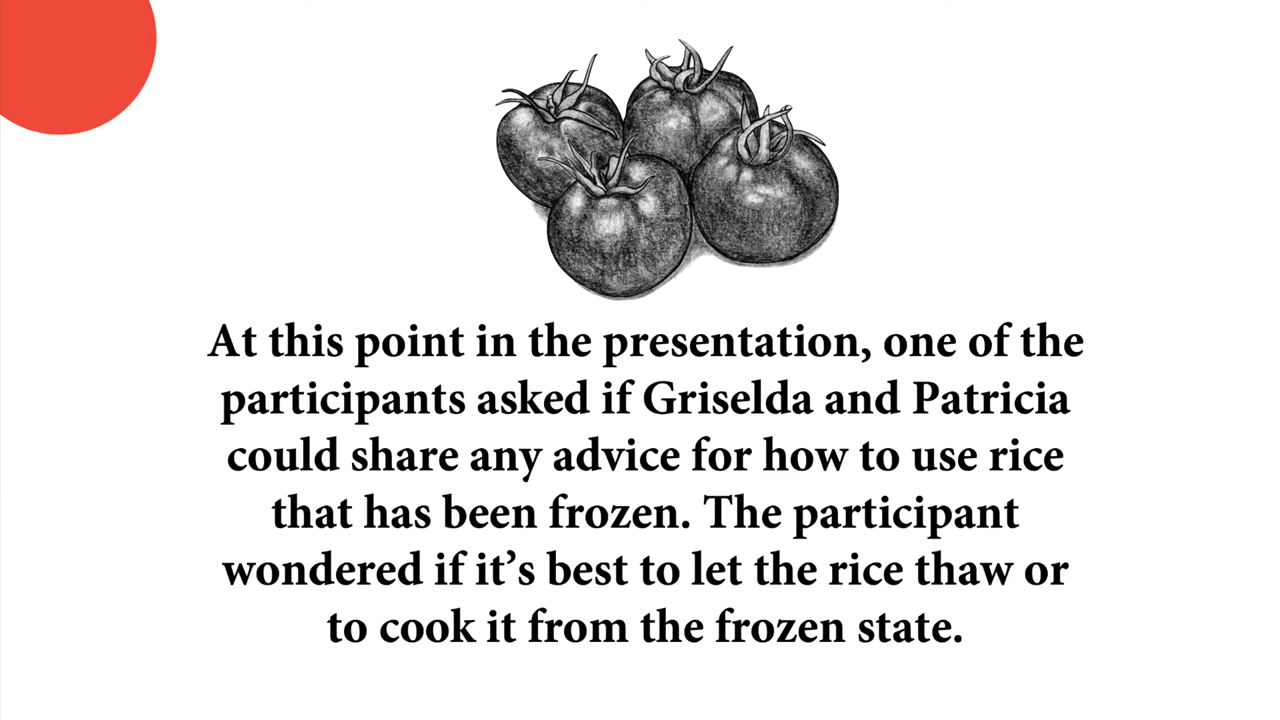 At this point in the presentation, one of the
participants asked if Griselda and Patricia
could share any advice for how to use rice
that has been frozen. The participant
wondered if it’s best to let the rice thaw or
to cook it from the frozen state.